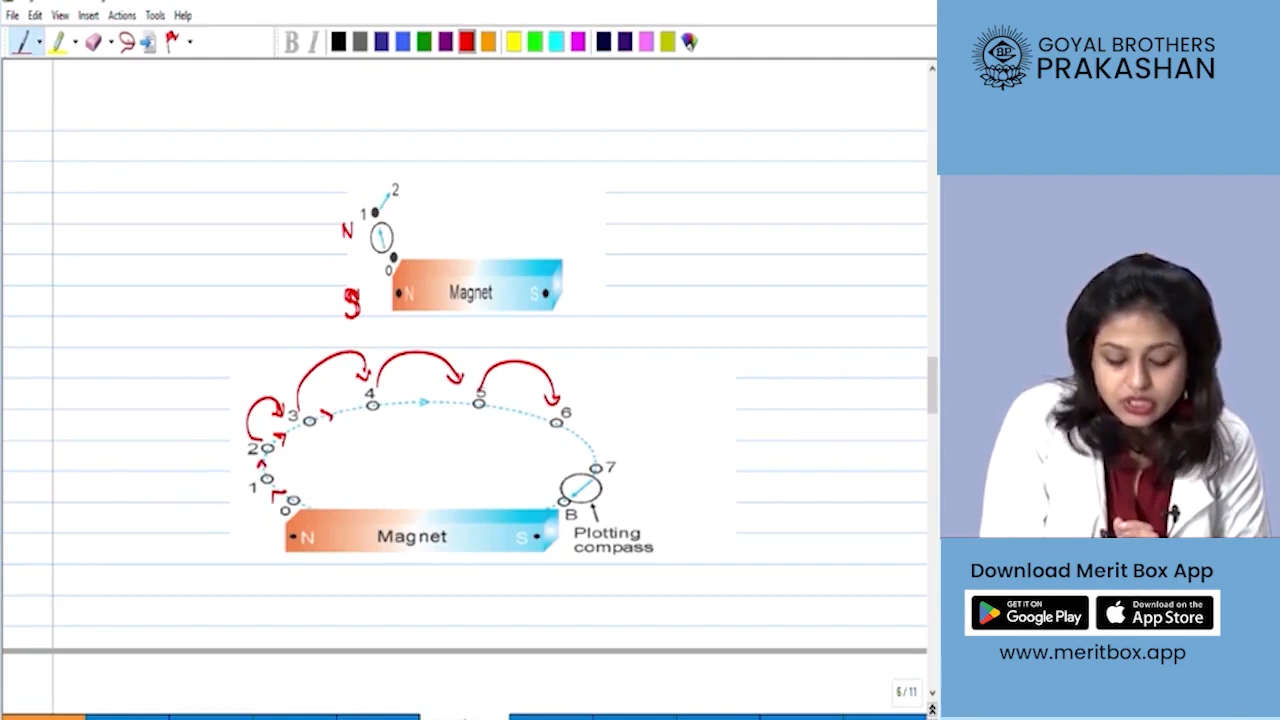 File Edit View Insert Actions Tools Help
B I
GOYAL BROTHERS
PRAKASHAN
2
1
N
0
N Magnet S
S
3 4 5 6
2
7
1
0
B
N Magnet S
Plotting
compass
Download Merit Box App
GET IT ON
Google Play
Download on the
App Store
www.meritbox.app
6 / 11